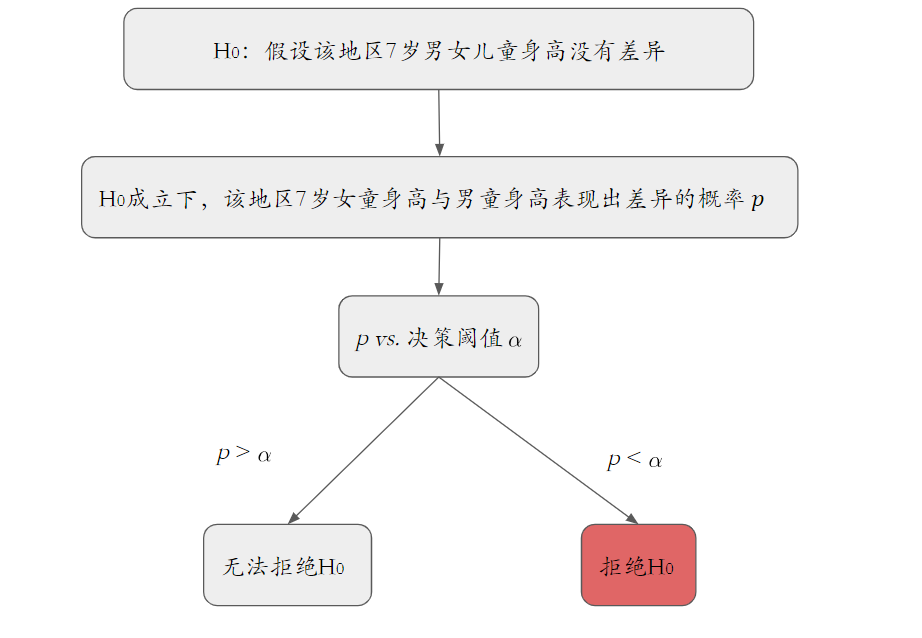 H0：假设该地区7岁男女儿童身高没有差异
H0成立下，该地区7岁女童身高与男童身高表现出差异的概率 p
p vs. 决策阈值 α
p > α
p < α
无法拒绝H0
拒绝H0